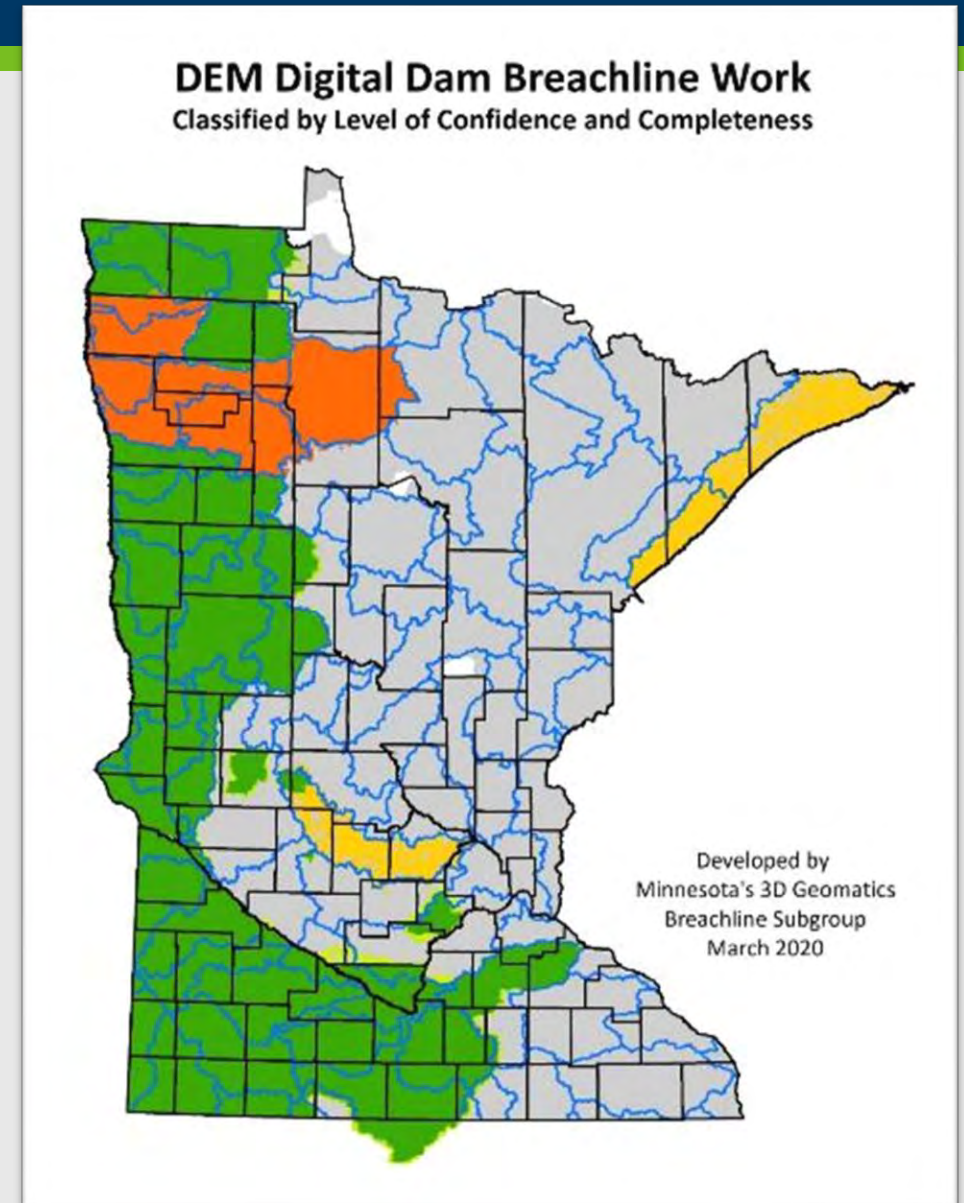 DEM Digital Dam Breachline Work
Classified by Level of Confidence and Completeness
Developed by
Minnesota's 3D Geomatics
Breachline Subgroup
March 2020